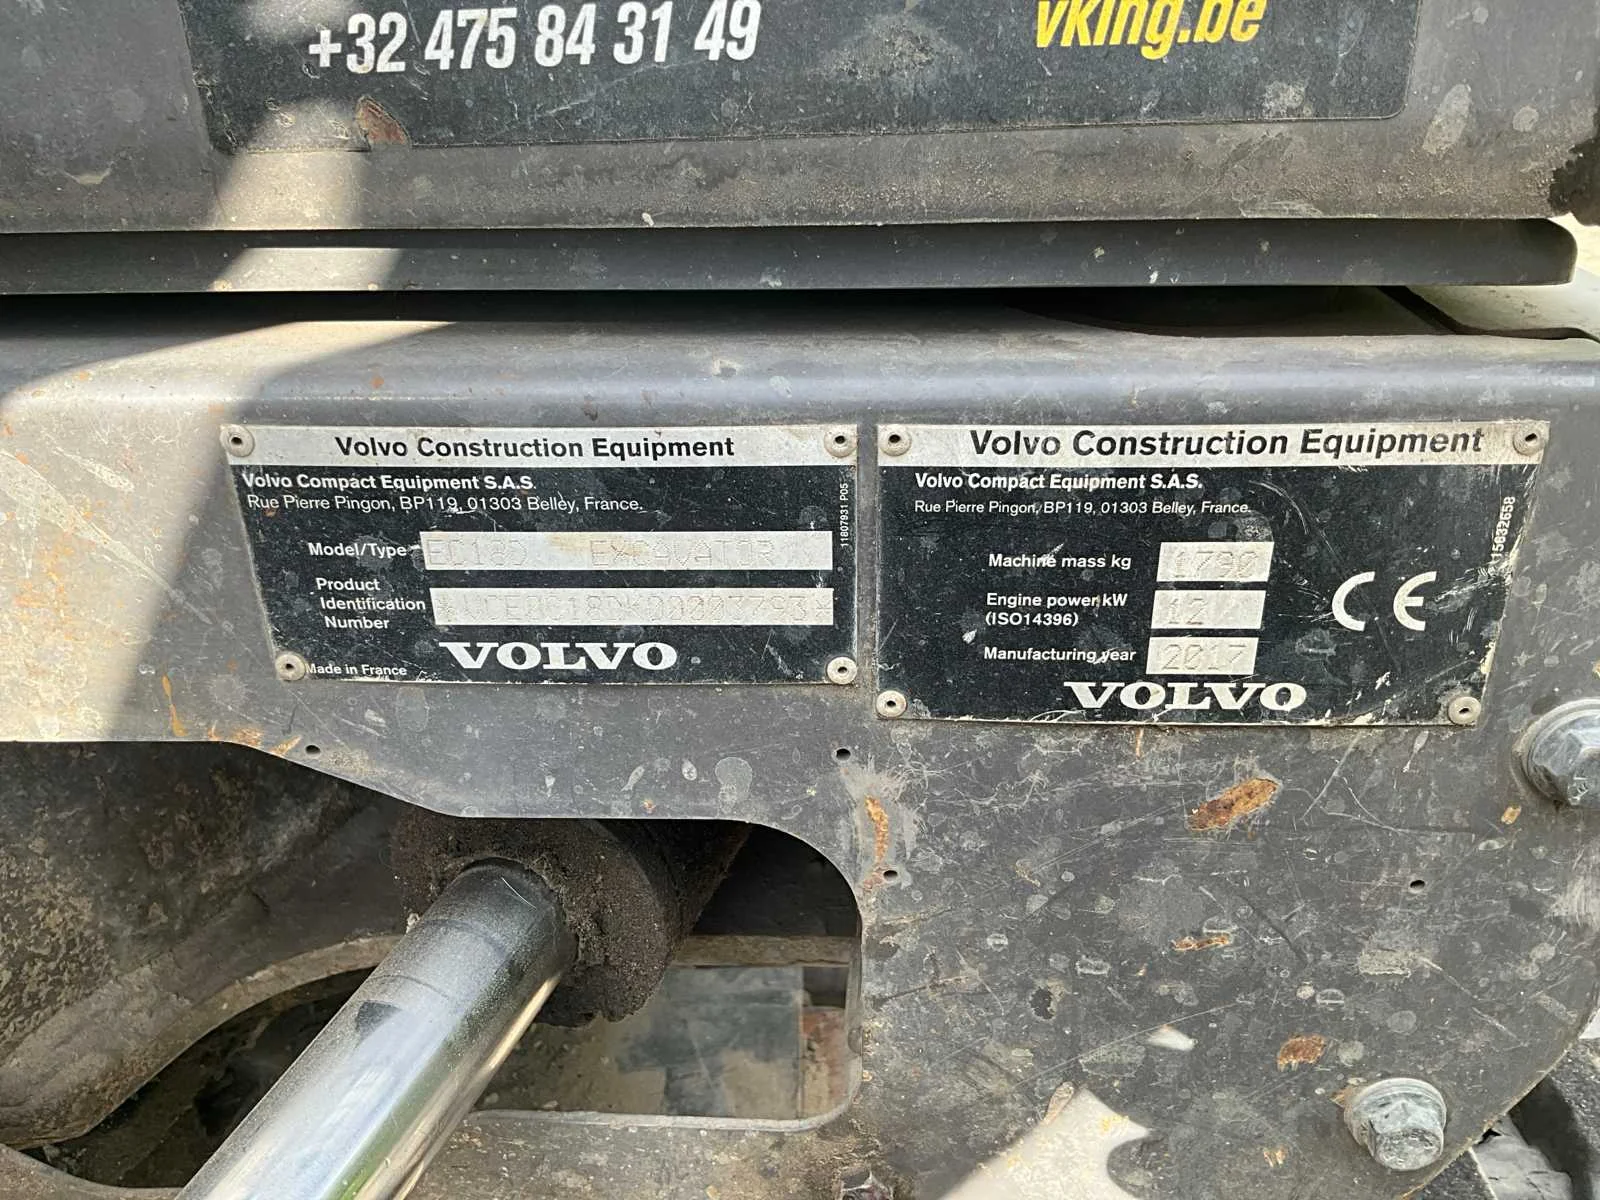 +32 475 84 31 49
vking.be
Volvo Construction Equipment
Volvo Compact Equipment S.A.S.
Rue Pierre Pingon, BP119, 01303 Belley, France.
11807931 P05
Model/Type EC18D EXCAVATOR
Product
Identification
Number
VOLVO
Made in France
Volvo Construction Equipment
Volvo Compact Equipment S.A.S.
Rue Pierre Pingon, BP119, 01303 Belley, France.
15632658
Machine mass kg 1790
Engine power kW 12
(ISO14396)
Manufacturing year 2017
CE
VOLVO